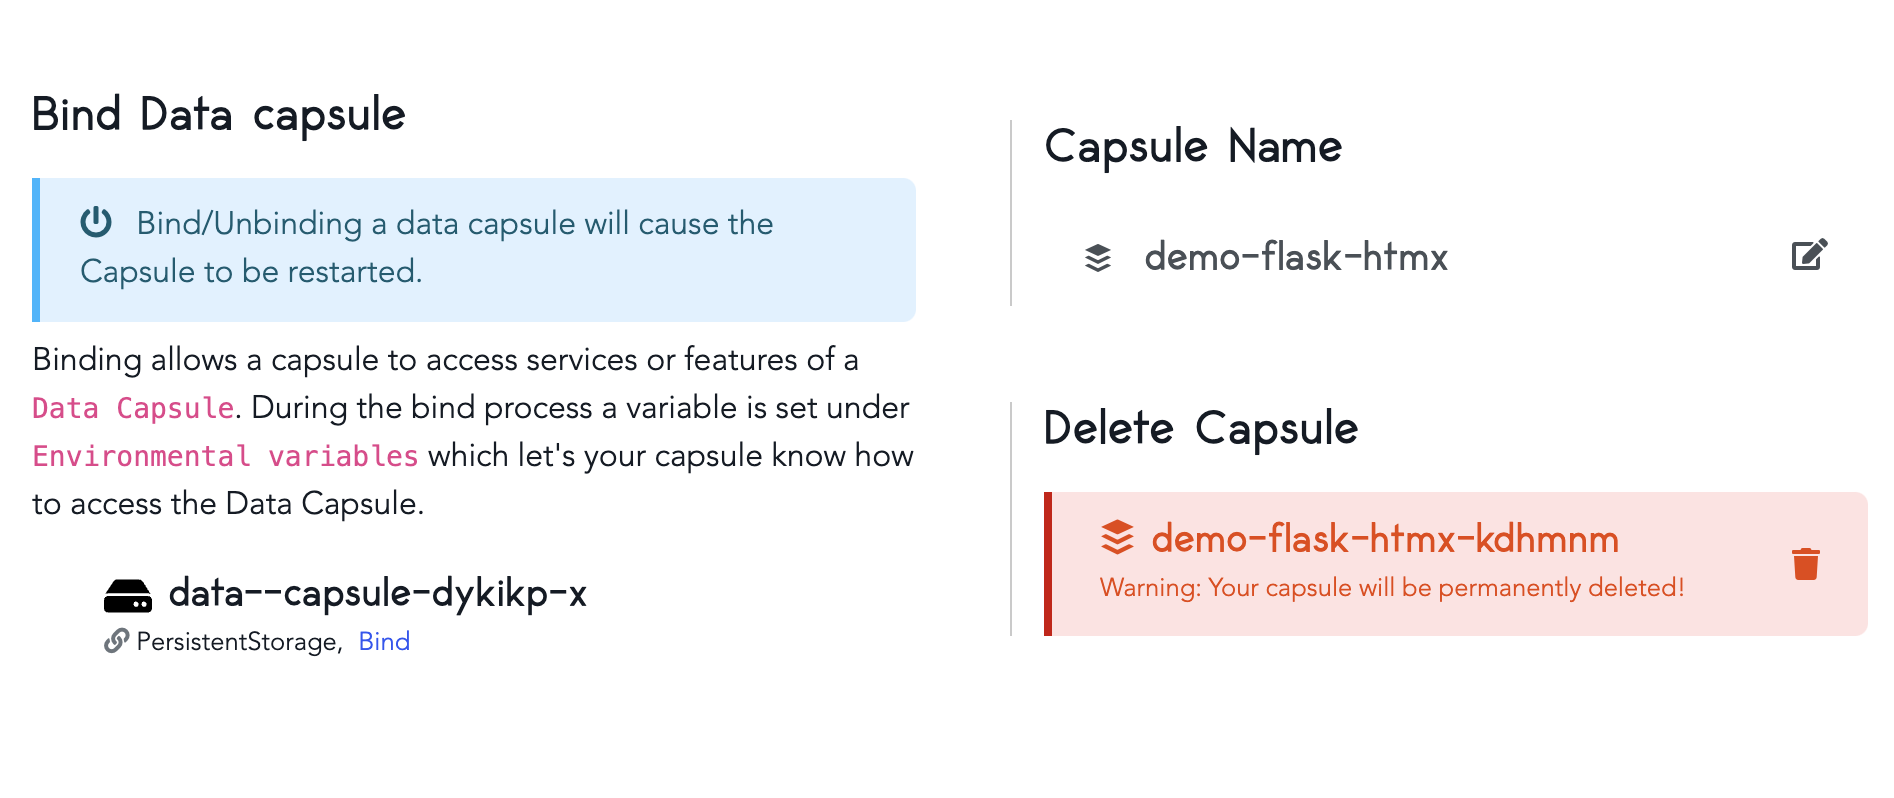 Bind Data capsule
Bind/Unbinding a data capsule will cause the
Capsule to be restarted.
Binding allows a capsule to access services or features of a
Data Capsule. During the bind process a variable is set under
Environmental variables which let's your capsule know how
to access the Data Capsule.
data--capsule-dykikp-x
PersistentStorage, Bind
Capsule Name
demo-flask-htmx
Delete Capsule
demo-flask-htmx-kdhmnm
Warning: Your capsule will be permanently deleted!